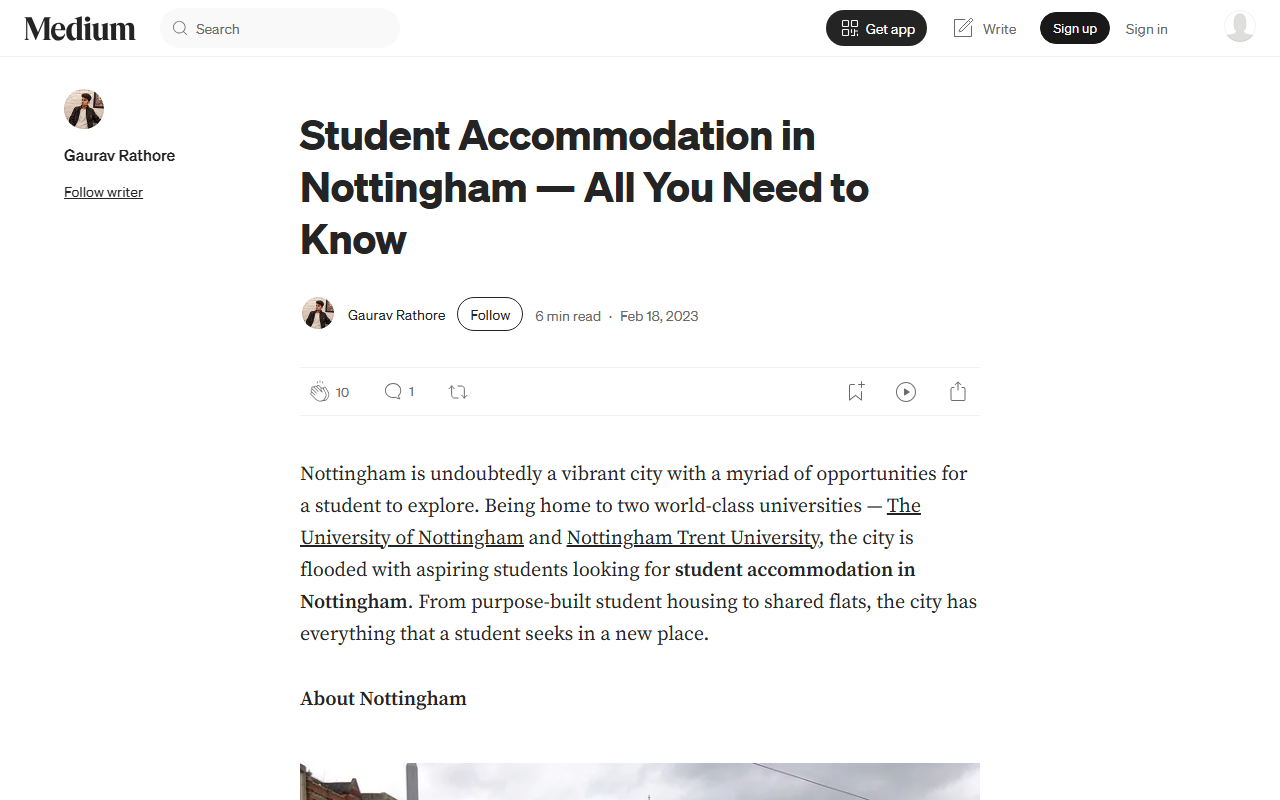 Medium
Search
Get app
Write
Sign up
Sign in
Gaurav Rathore
Follow writer
Student Accommodation in
Nottingham — All You Need to
Know
Gaurav Rathore
Follow
6 min read · Feb 18, 2023
10
1
Nottingham is undoubtedly a vibrant city with a myriad of opportunities for
a student to explore. Being home to two world-class universities — The
University of Nottingham and Nottingham Trent University, the city is
flooded with aspiring students looking for student accommodation in
Nottingham. From purpose-built student housing to shared flats, the city has
everything that a student seeks in a new place.
About Nottingham